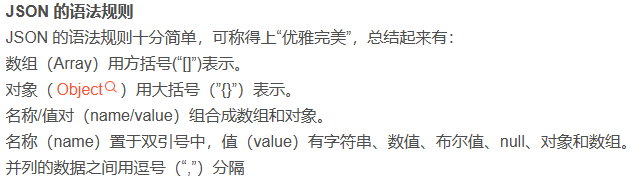 JSON 的语法规则
JSON 的语法规则十分简单，可称得上“优雅完美”，总结起来有：
数组（Array）用方括号(“[]”)表示。
对象（ Object ）用大括号（”{}”）表示。
名称/值对（name/value）组合成数组和对象。
名称（name）置于双引号中，值（value）有字符串、数值、布尔值、null、对象和数组。
并列的数据之间用逗号（“,”）分隔